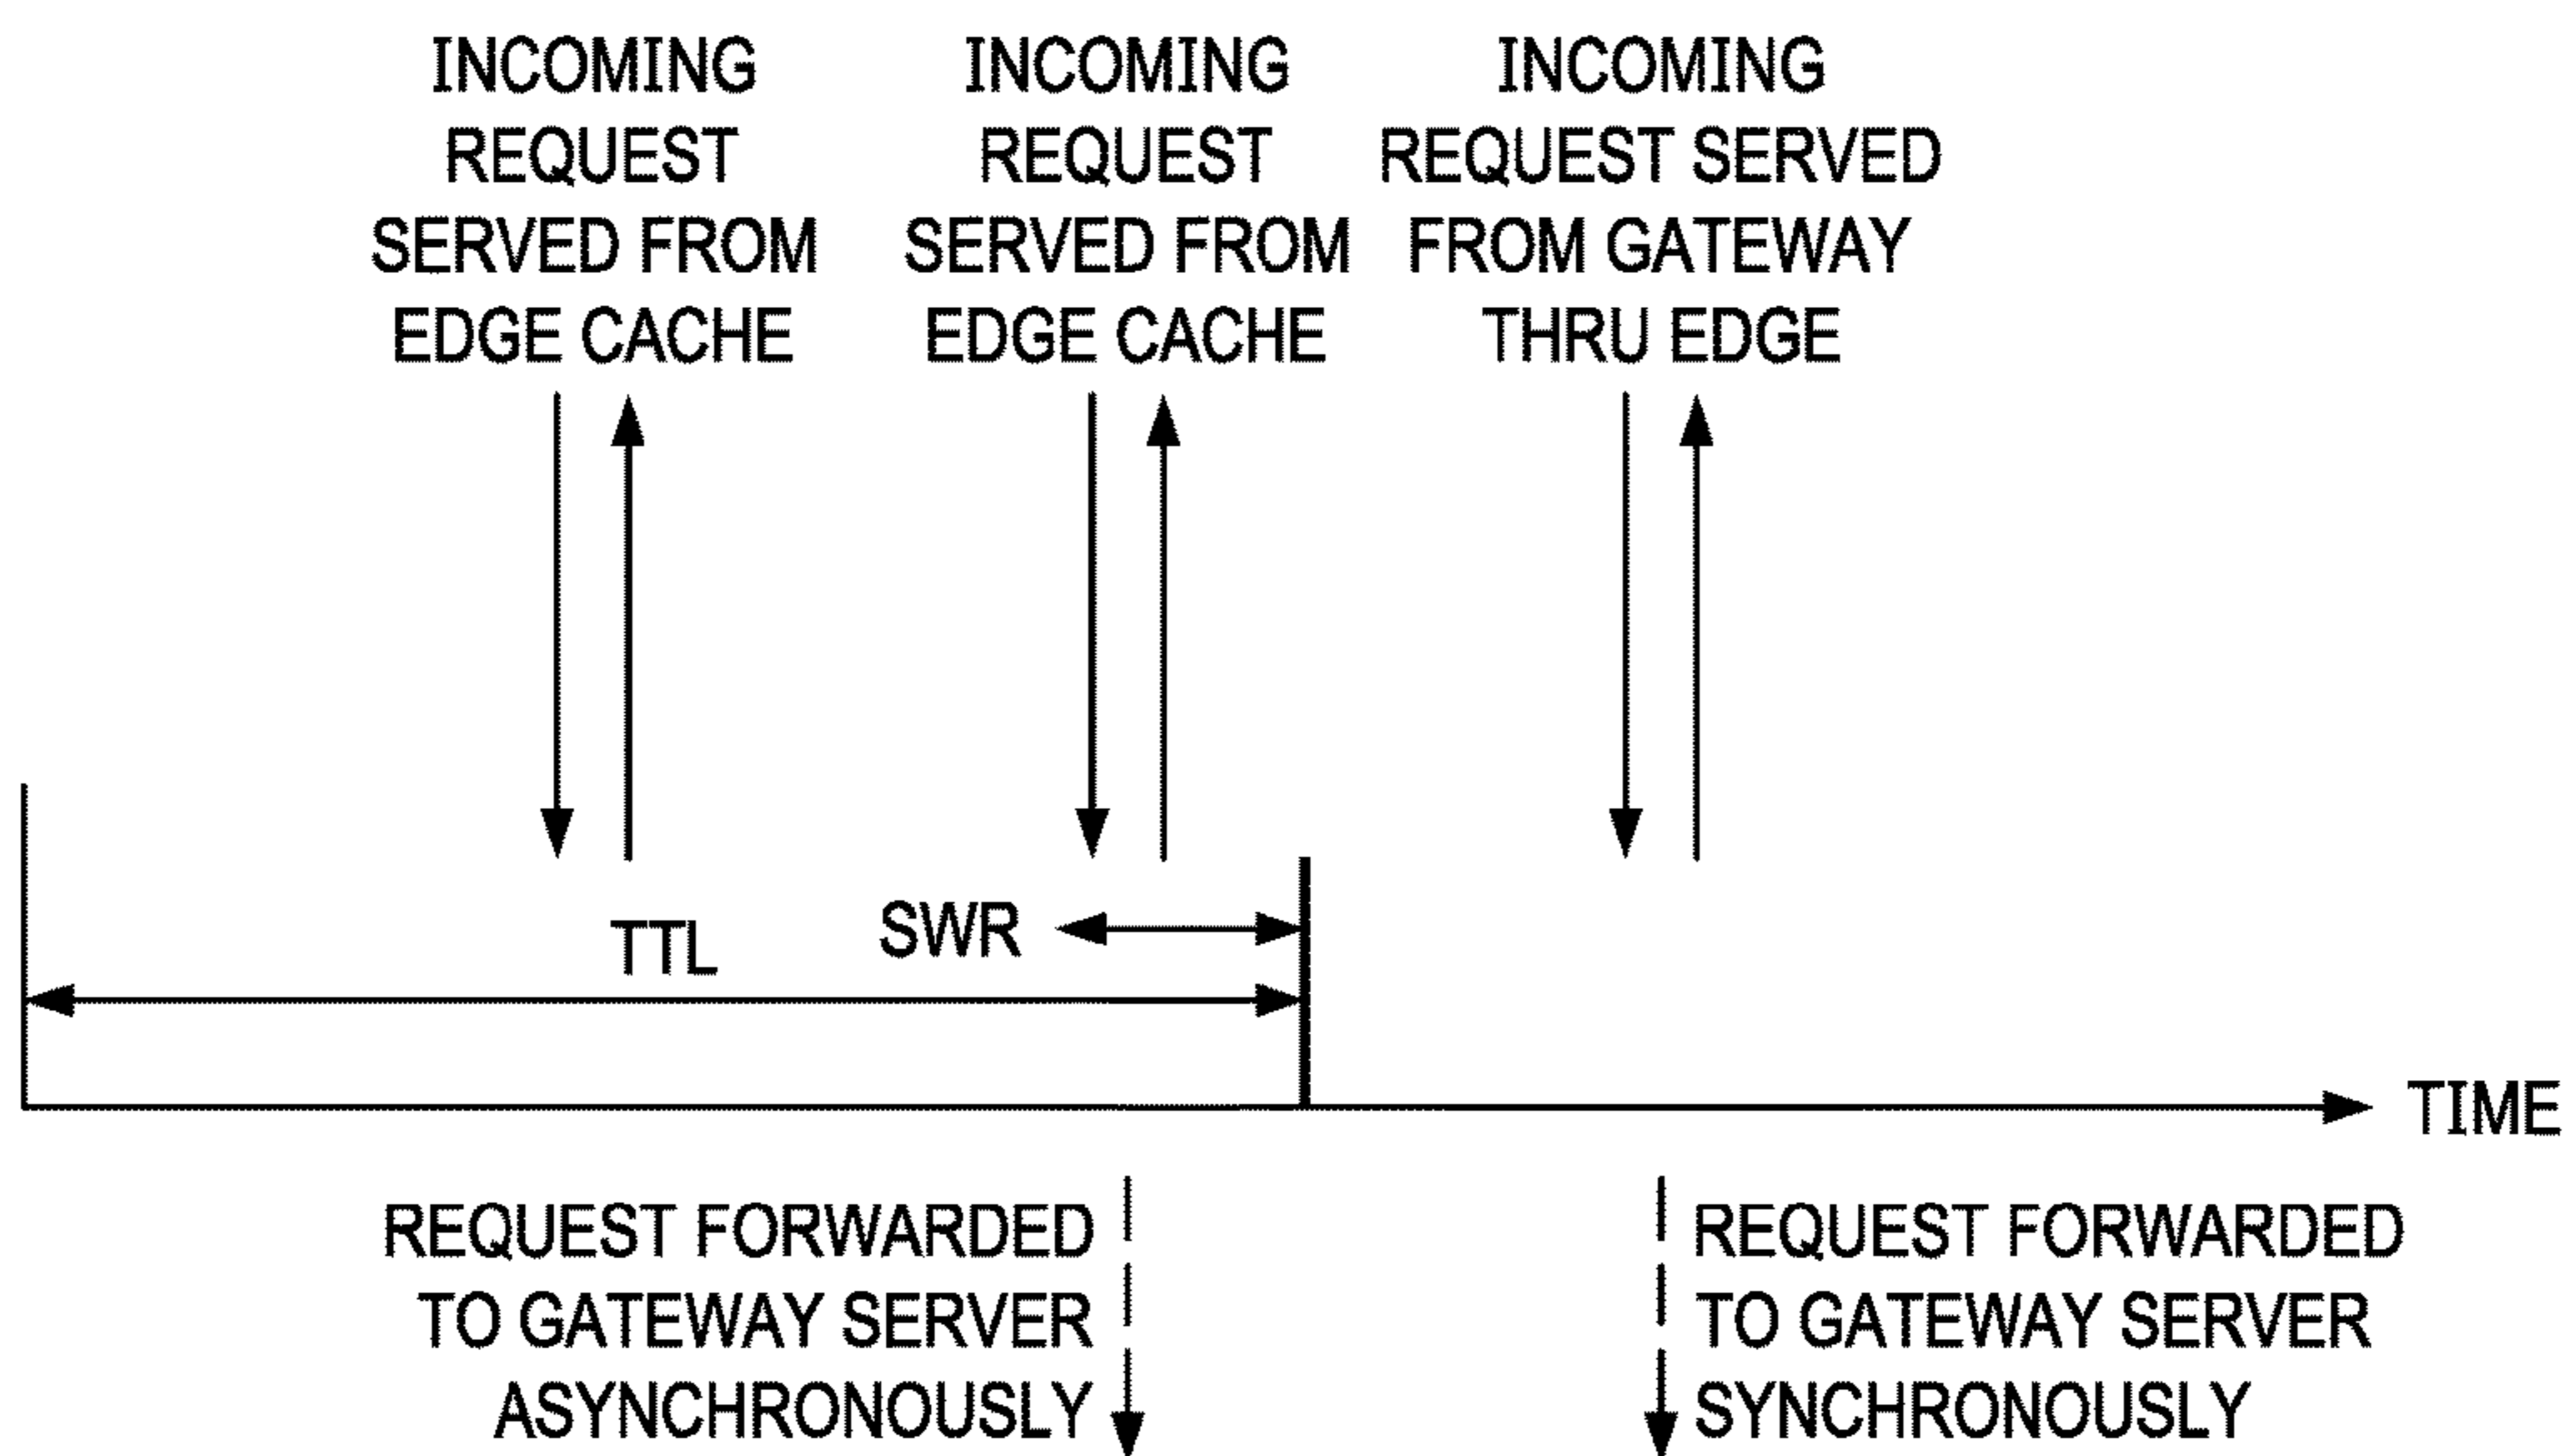 INCOMING
REQUEST
SERVED FROM
EDGE CACHE
INCOMING
REQUEST
SERVED FROM
EDGE CACHE
INCOMING
REQUEST SERVED
FROM GATEWAY
THRU EDGE
SWR
TTL
TIME
REQUEST FORWARDED
TO GATEWAY SERVER
ASYNCHRONOUSLY
REQUEST FORWARDED
TO GATEWAY SERVER
SYNCHRONOUSLY